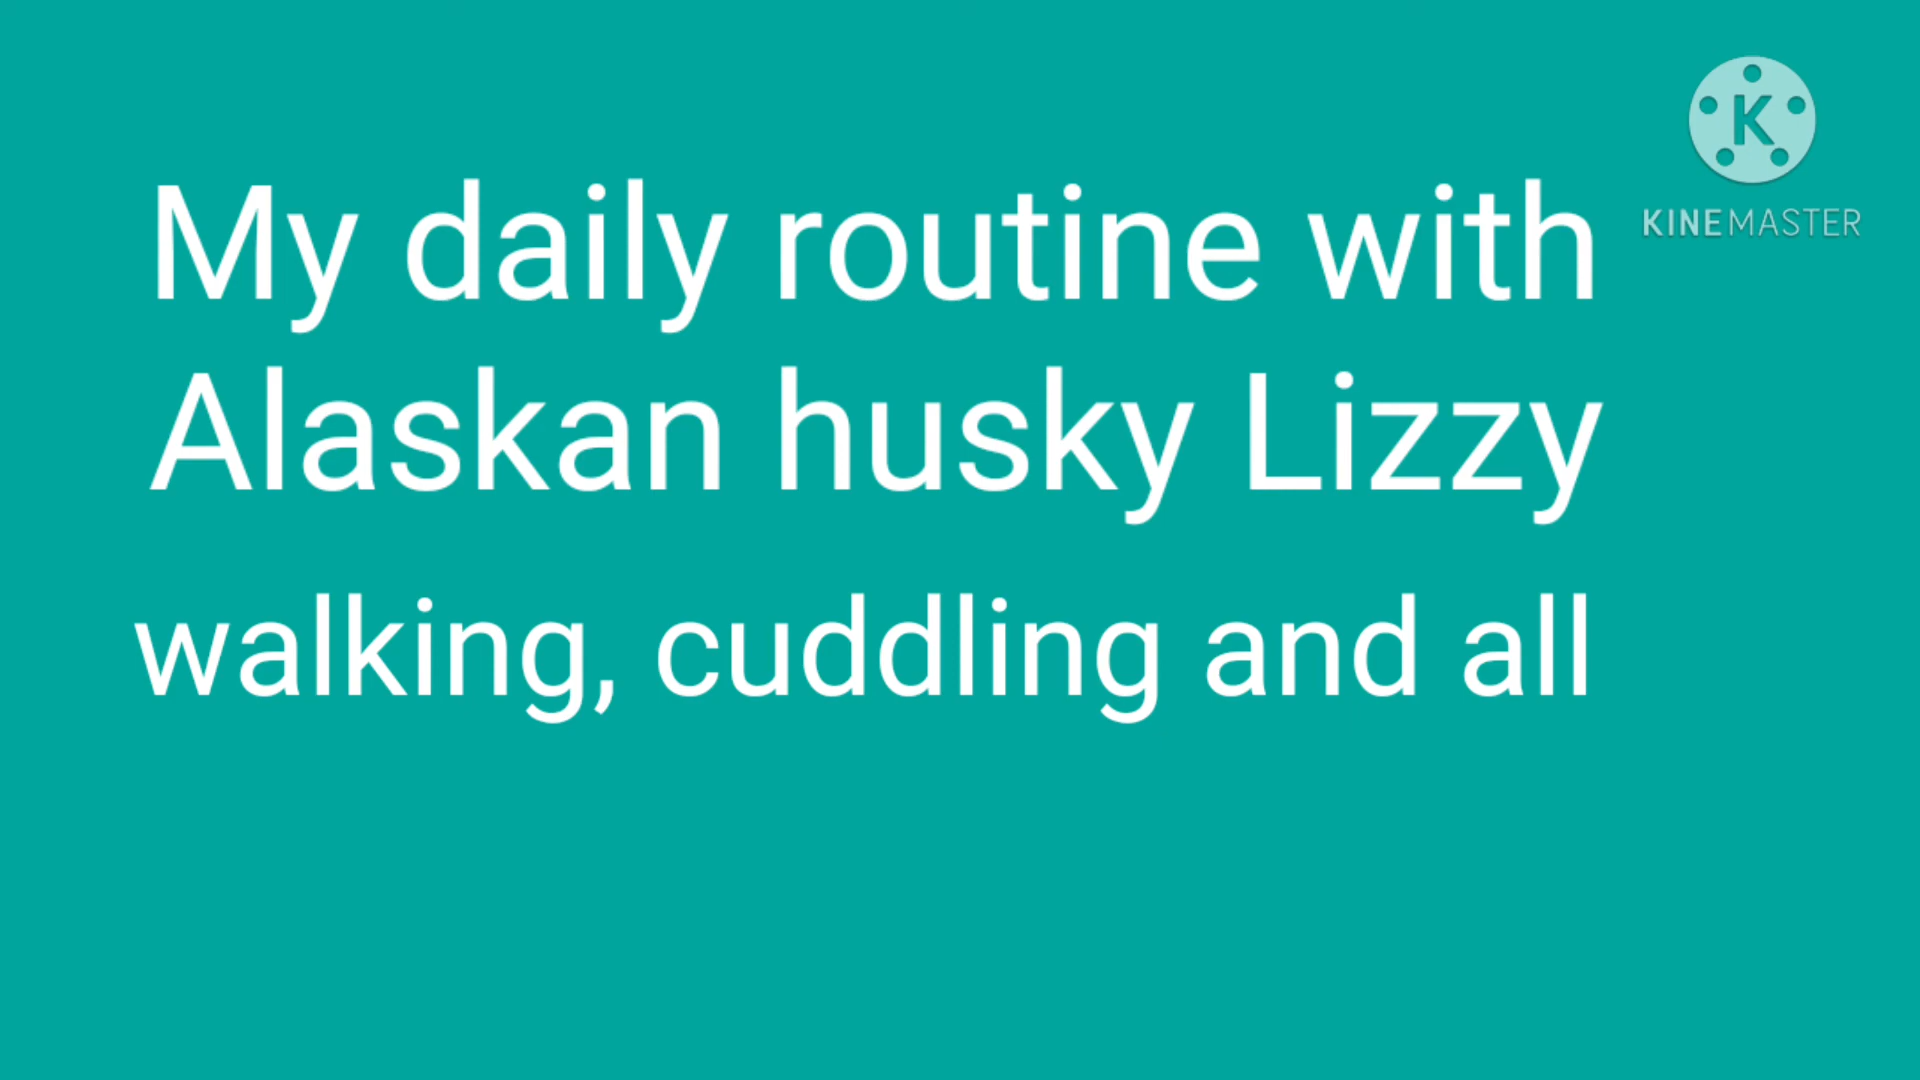 My daily routine with
Alaskan husky Lizzy
walking, cuddling and all
K
KINEMASTER